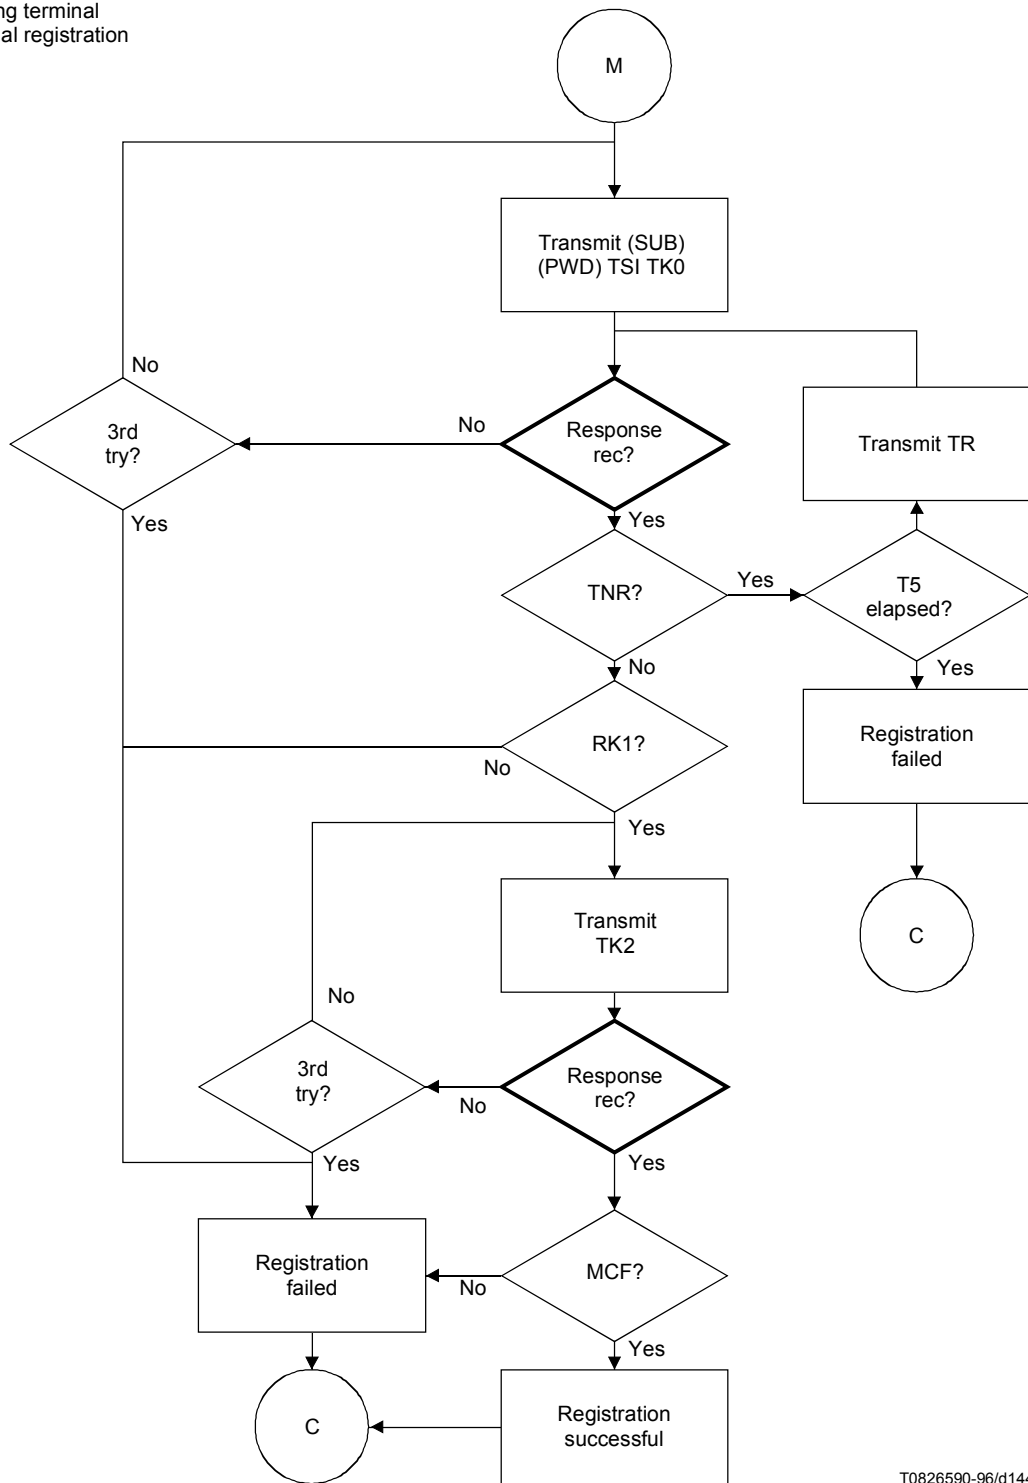 ng terminal
al registration
M
Transmit (SUB)
(PWD) TSI TK0
No
3rd
try?
No
Response
rec?
Transmit TR
Yes
Yes
TNR?
Yes
T5
elapsed?
No
Yes
RK1?
No
Registration
failed
Yes
Transmit
TK2
C
No
3rd
try?
No
Response
rec?
Yes
Yes
Registration
failed
No
MCF?
Yes
C
Registration
successful
T0826590-96/d144